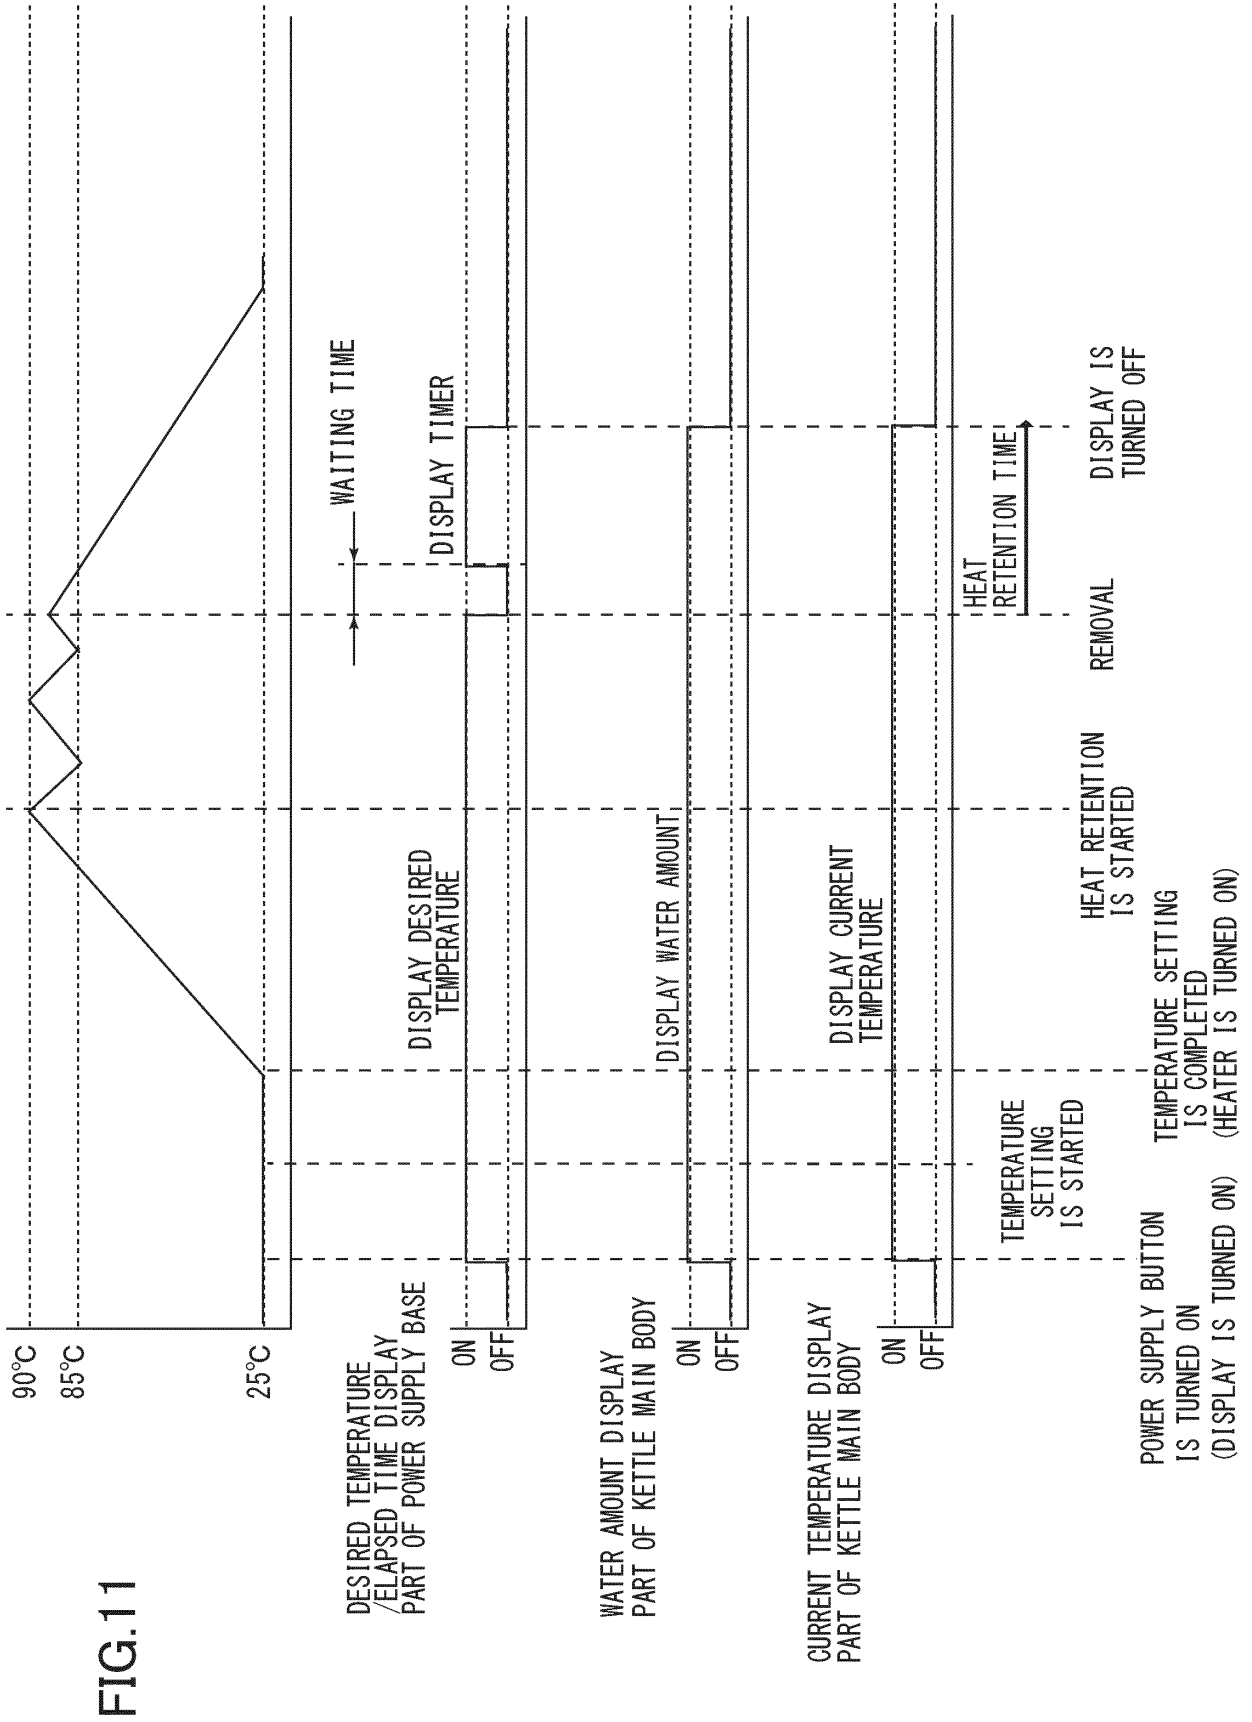 FIG.11
90°C
85°C
25°C
WAITING TIME
DESIRED TEMPERATURE
/ELAPSED TIME DISPLAY
PART OF POWER SUPPLY BASE
ON
OFF
DISPLAY DESIRED
TEMPERATURE
DISPLAY TIMER
WATER AMOUNT DISPLAY
PART OF KETTLE MAIN BODY
ON
OFF
DISPLAY WATER AMOUNT
CURRENT TEMPERATURE DISPLAY
PART OF KETTLE MAIN BODY
ON
OFF
DISPLAY CURRENT
TEMPERATURE
HEAT
RETENTION TIME
POWER SUPPLY BUTTON
IS TURNED ON
(DISPLAY IS TURNED ON)
TEMPERATURE
SETTING
IS STARTED
TEMPERATURE SETTING
IS COMPLETED
(HEATER IS TURNED ON)
HEAT RETENTION
IS STARTED
REMOVAL
DISPLAY IS
TURNED OFF